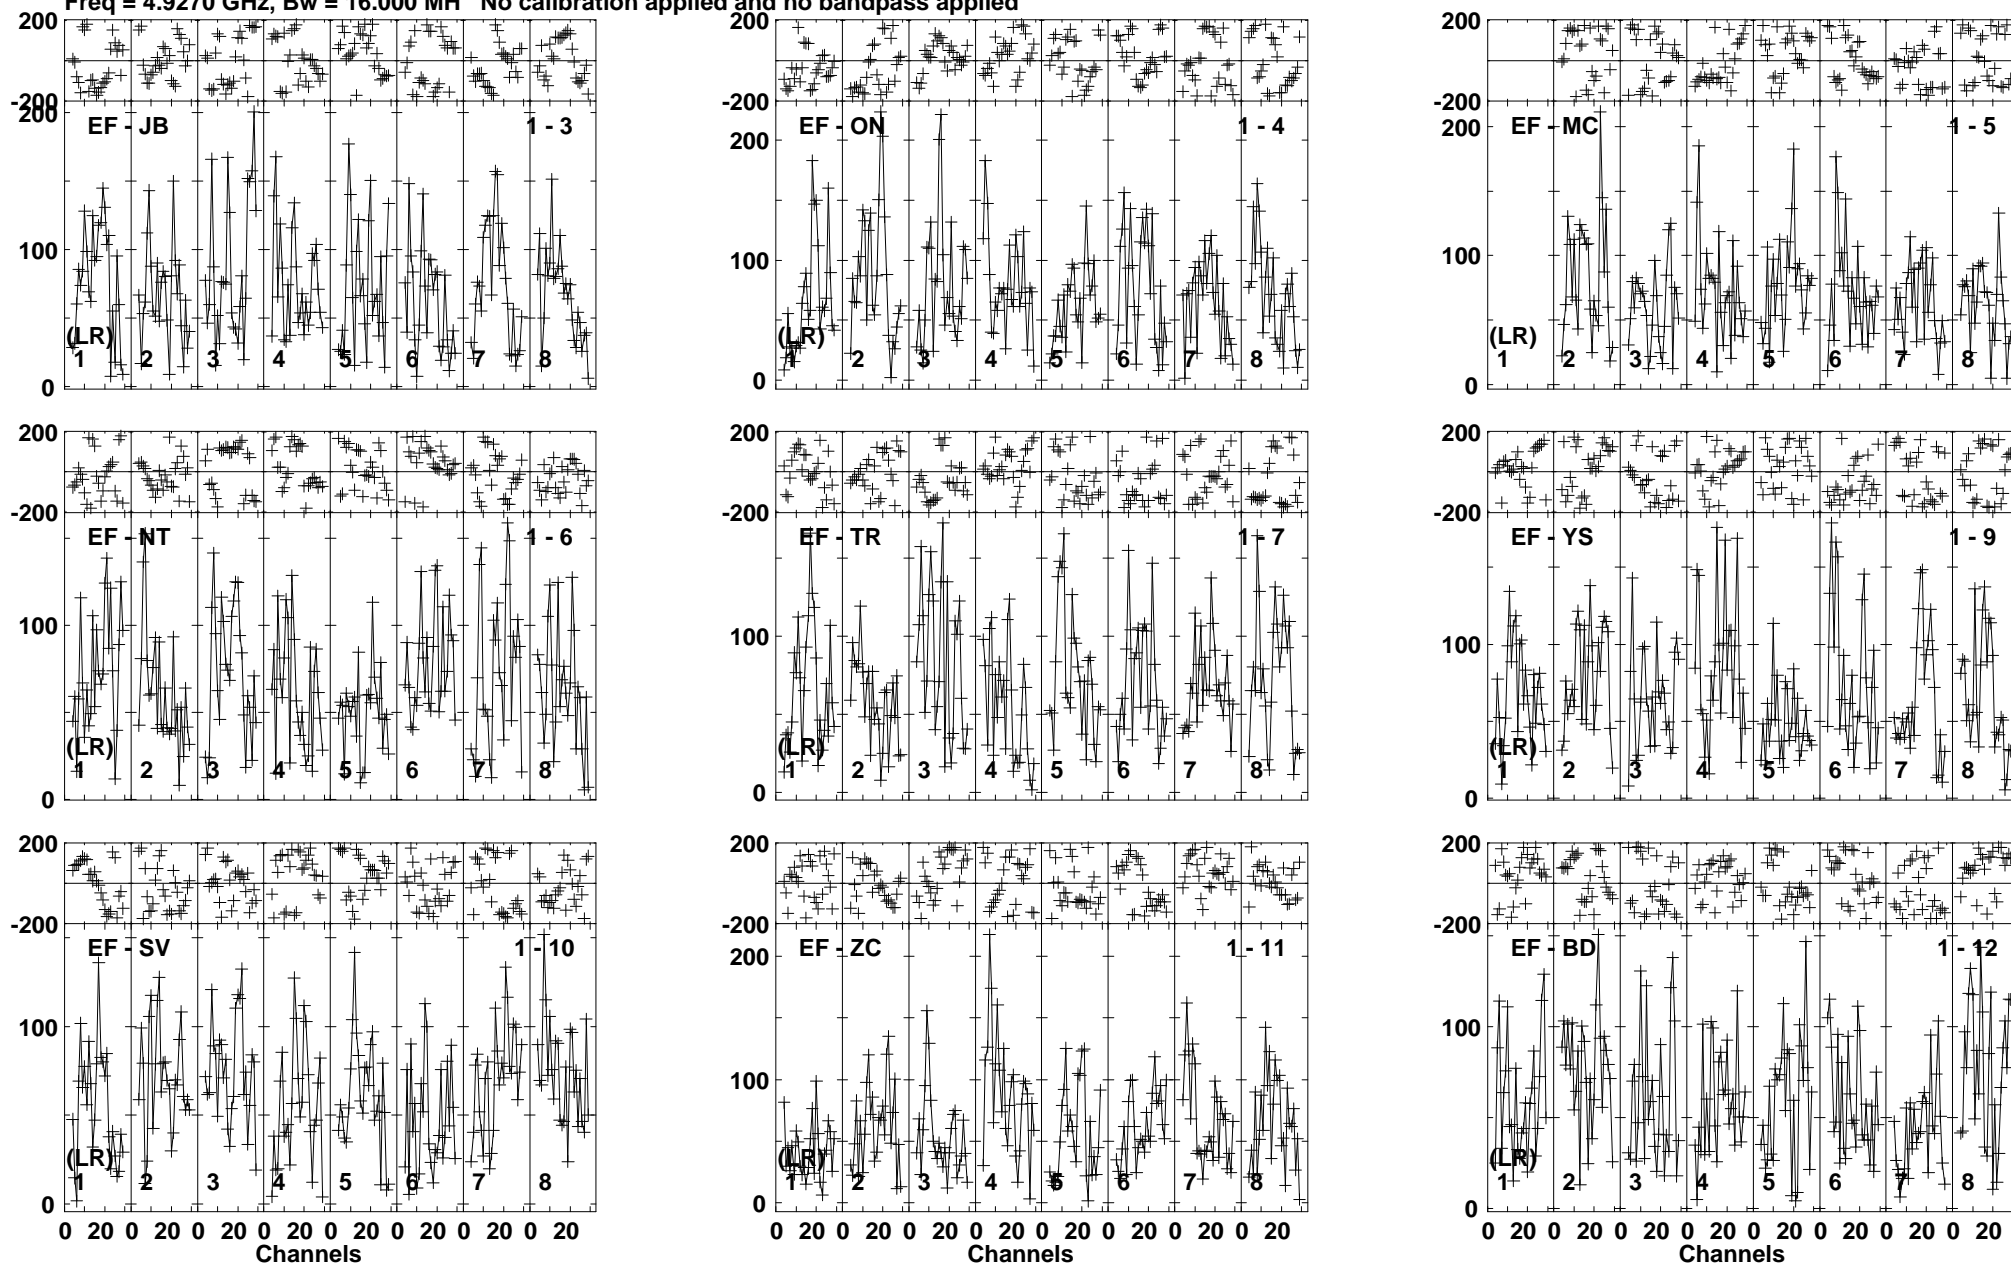 Freq = 4.9270 GHz, Bw = 16.000 MH No calibration applied and no bandpass applied
200 200 200
-200 -200 -200
200 EF - JB 1 - 3 200 EF - ON 1 - 4 200 EF - MC 1 - 5
100 100 100
(LR) (LR) (LR)
1 2 3 4 5 6 7 8 1 2 3 4 5 6 7 8 1 2 3 4 5 6 7 8
0 0 0
200 200 200
-200 -200 -200
EF - NT 1 - 6 EF - TR 1 - 7 EF - YS 1 - 9
100 100 100
(LR) (LR) (LR)
1 2 3 4 5 6 7 8 1 2 3 4 5 6 7 8 1 2 3 4 5 6 7 8
0 0 0
200 200 200
-200 -200 -200
EF - SV 1 - 10 200 EF - ZC 1 - 11 EF - BD 1 - 12
100 100 100
(LR) (LR) (LR)
1 2 3 4 5 6 7 8 1 2 3 4 5 6 7 8 1 2 3 4 5 6 7 8
0 0 0
0 20 0 20 0 20 0 20 0 20 0 20 0 20 0 20 0 20 0 20 0 20 0 20 0 20 0 20 0 20 0 20 0 20 0 20 0 20 0 20 0 20 0 20 0 20 0 20
Channels Channels Channels